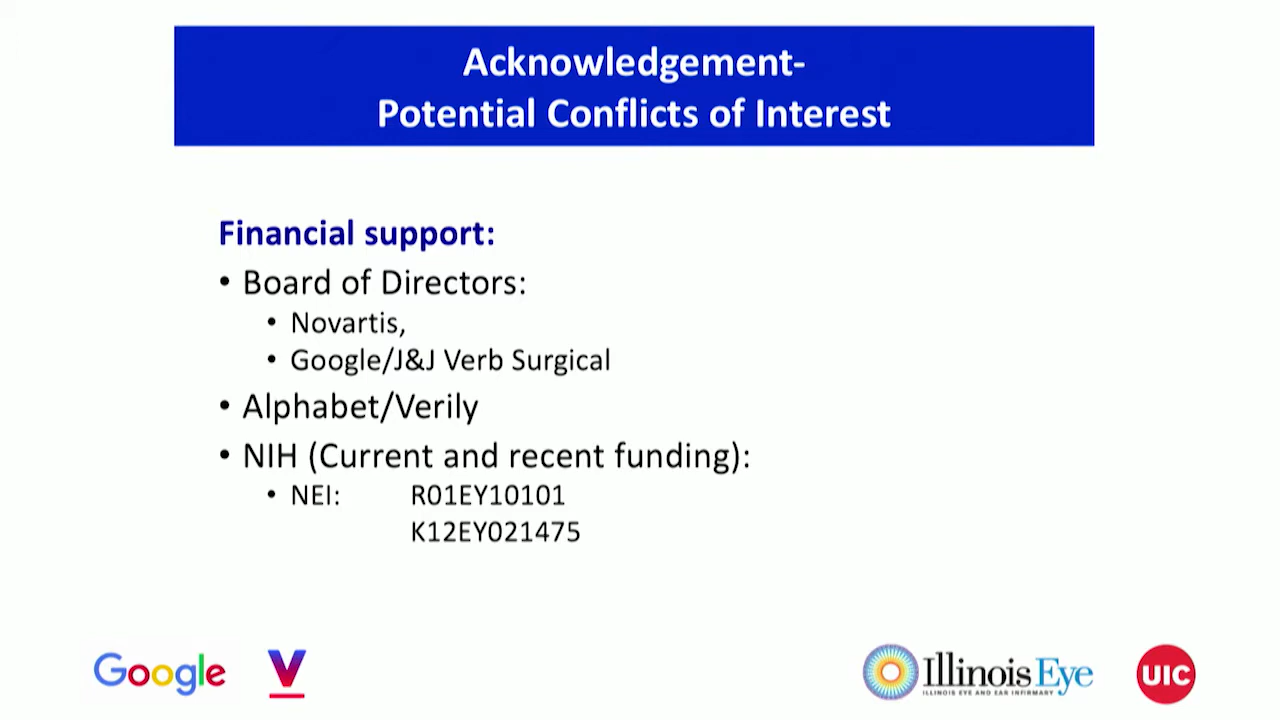 Acknowledgement-
Potential Conflicts of Interest
Financial support:
• Board of Directors:
• Novartis,
• Google/J&J Verb Surgical
• Alphabet/Verily
• NIH (Current and recent funding):
• NEI: R01EY10101
K12EY021475
Google
Illinois Eye
ILLINOIS EYE AND EAR INFIRMARY
UIC